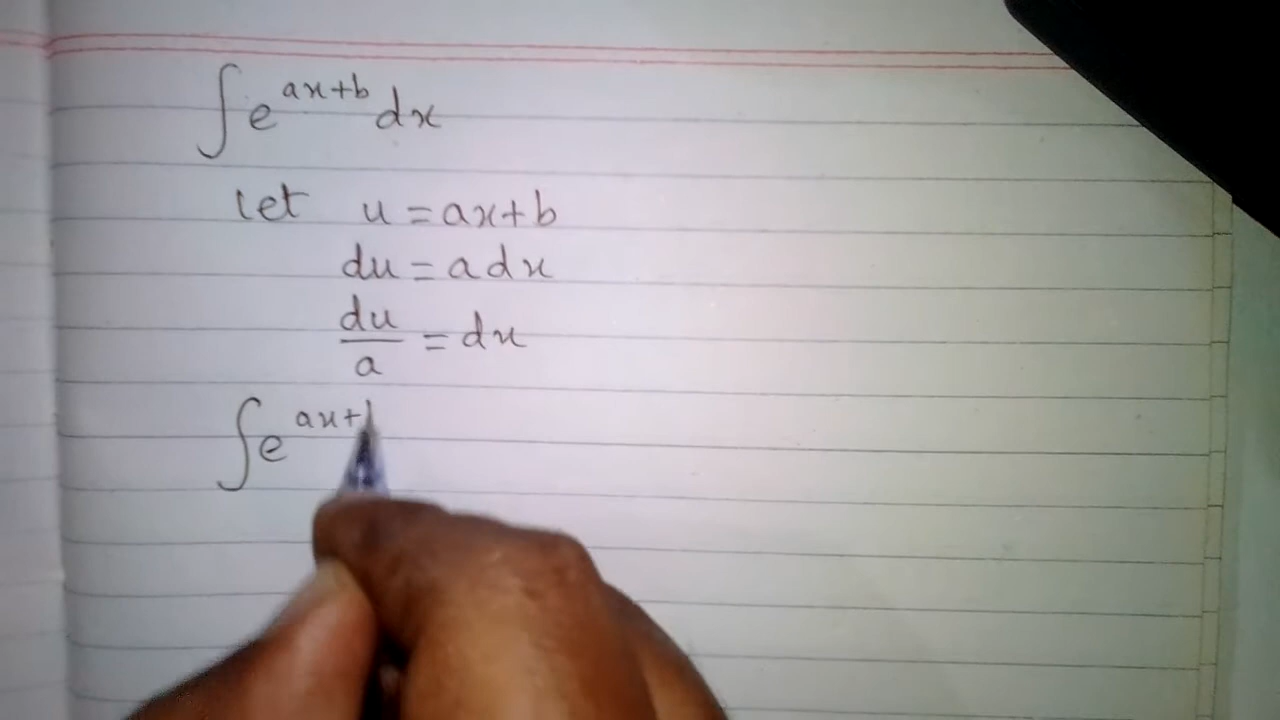 ∫e^{ax+b} dx
let u = ax+b
du = a dx
du/a = dx
∫e^{ax+